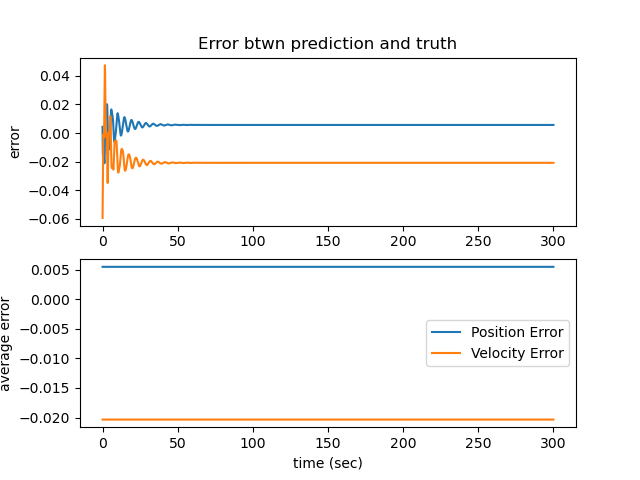 Error btwn prediction and truth
error
0.04
0.02
0.00
−0.02
−0.04
−0.06
0 50 100 150 200 250 300
average error
0.005
0.000
−0.005
−0.010
−0.015
−0.020
Position Error
Velocity Error
0 50 100 150 200 250 300
time (sec)